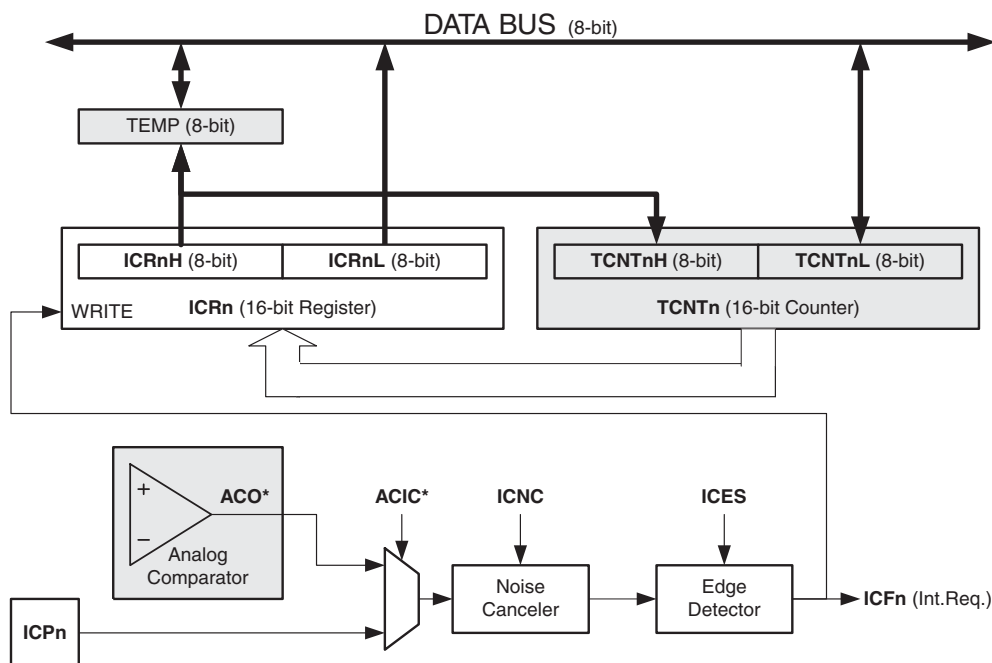 DATA BUS (8-bit)
TEMP (8-bit)
ICRnH (8-bit)
ICRnL (8-bit)
TCNTnH (8-bit)
TCNTnL (8-bit)
WRITE
ICRn (16-bit Register)
TCNTn (16-bit Counter)
+
−
ACO*
Analog
Comparator
ACIC*
ICNC
ICES
Noise
Canceler
Edge
Detector
ICFn (Int.Req.)
ICPn